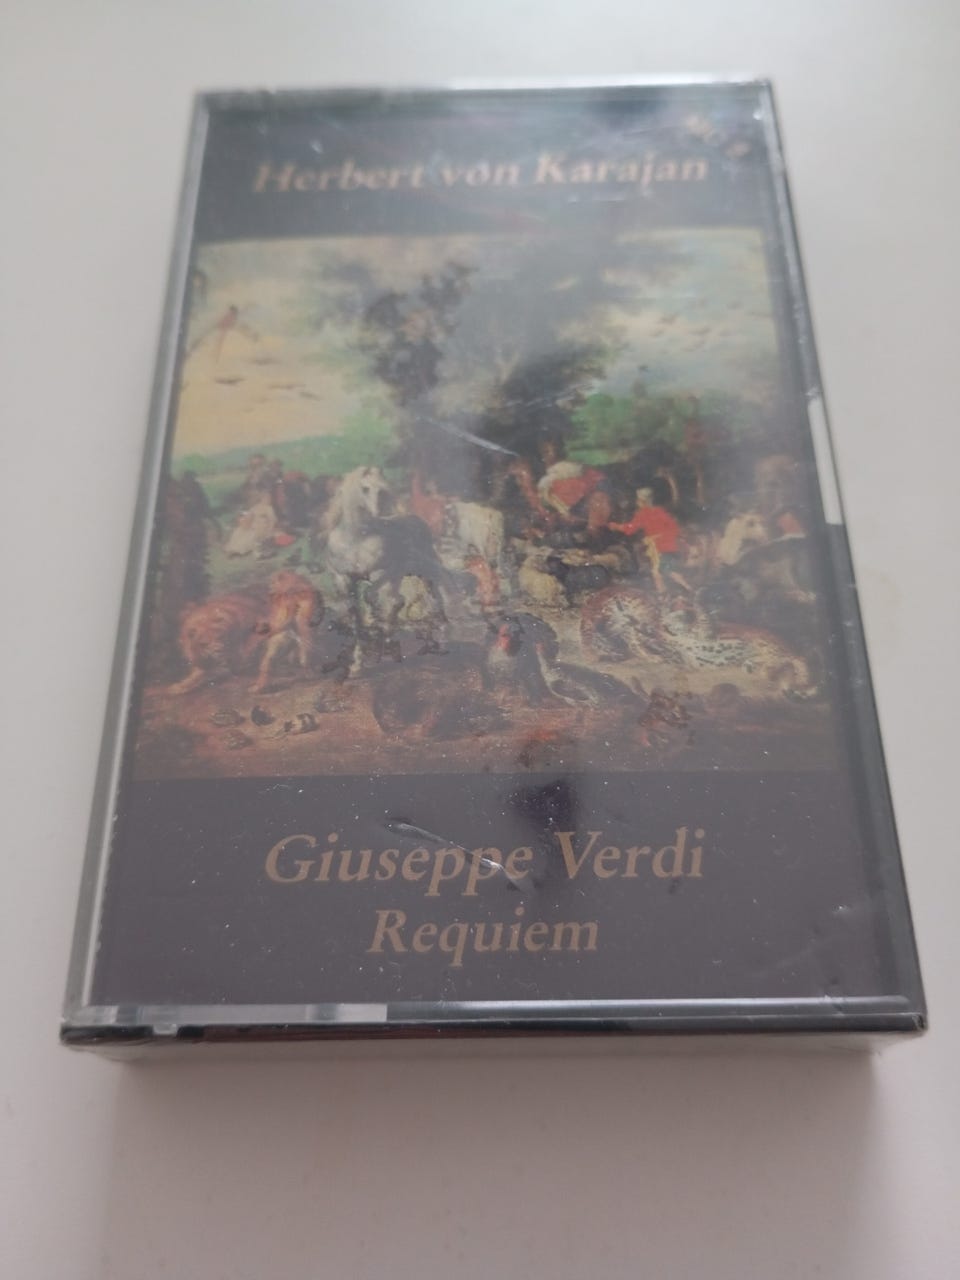 Herbert von Karajan
Giuseppe Verdi
Requiem